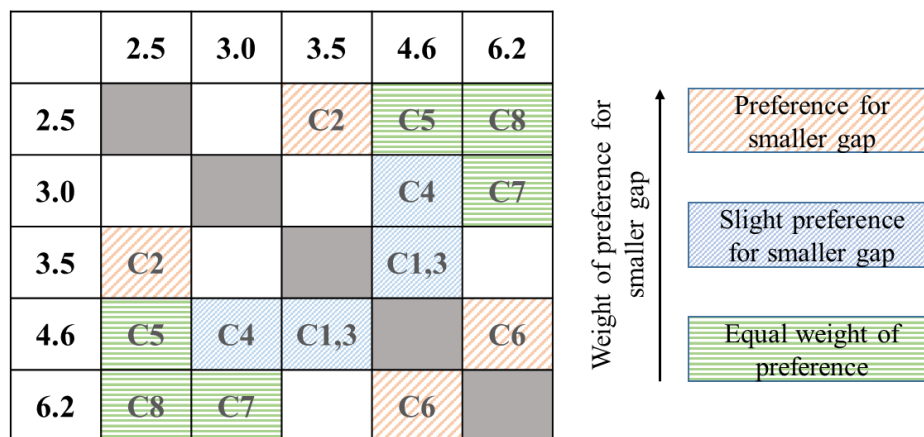 2.5 3.0 3.5 4.6 6.2
2.5 C2 C5 C8
3.0 C4 C7
3.5 C2 C1,3
4.6 C5 C4 C1,3 C6
6.2 C8 C7 C6
Weight of preference for
smaller gap
Preference for
smaller gap
Slight preference
for smaller gap
Equal weight of
preference